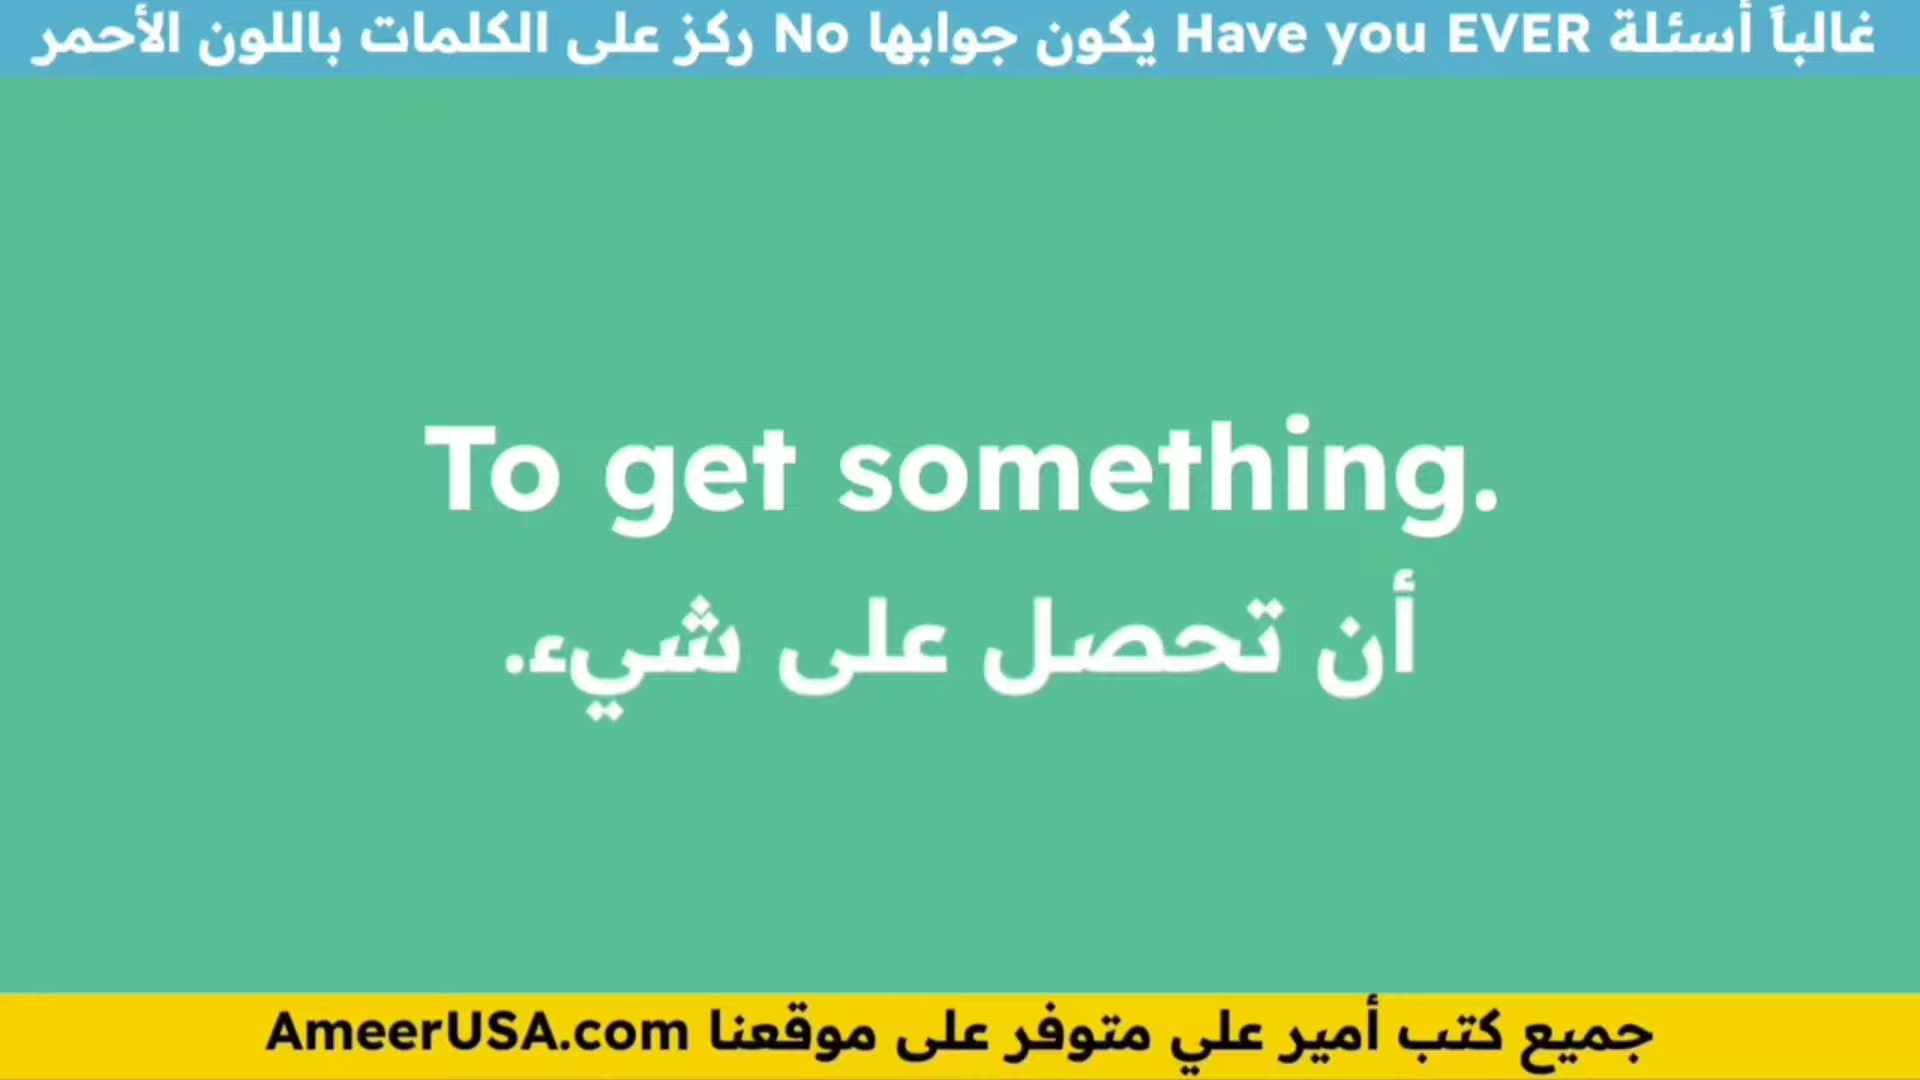 غالباً أسئلة Have you EVER يكون جوابها No ركز على الكلمات باللون الأحمر
To get something.
أن تحصل على شيء.
جميع كتب أمير علي متوفر على موقعنا AmeerUSA.com